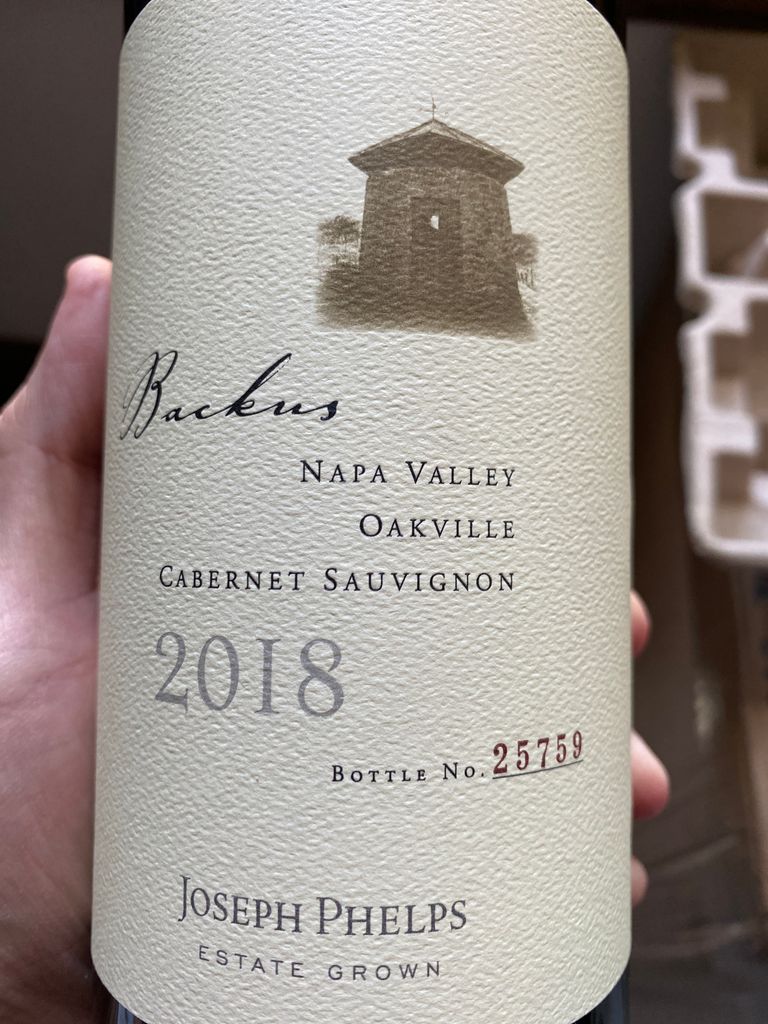 Backus
NAPA VALLEY
OAKVILLE
CABERNET SAUVIGNON
2018
BOTTLE NO. 25759
JOSEPH PHELPS
ESTATE GROWN